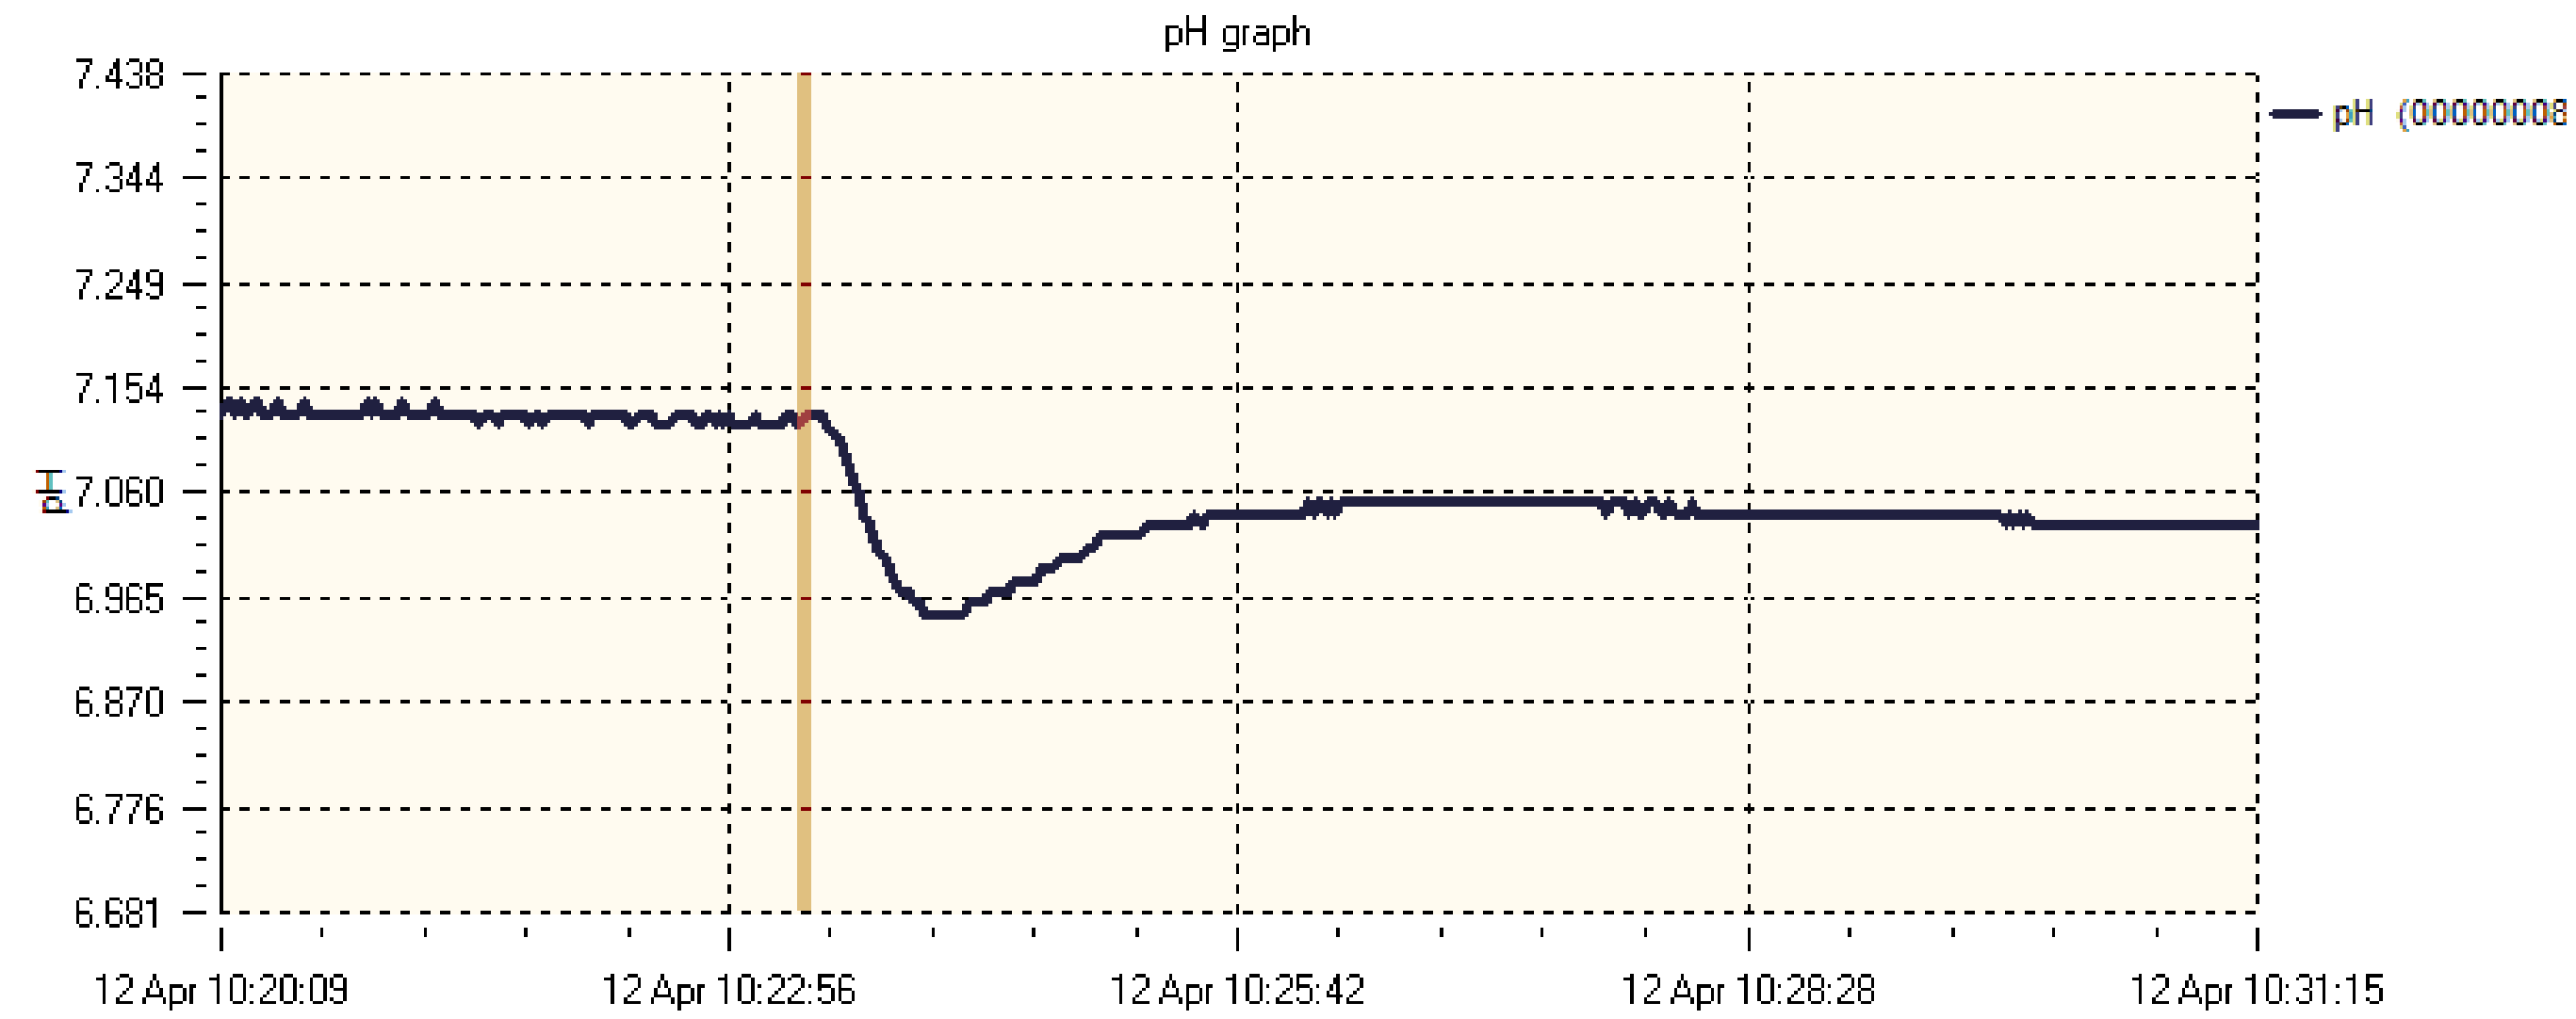 pH graph
7.438
7.344
7.249
7.154
7.060
6.965
6.870
6.776
6.681
pH
12 Apr 10:20:09
12 Apr 10:22:56
12 Apr 10:25:42
12 Apr 10:28:28
12 Apr 10:31:15
pH (00000008